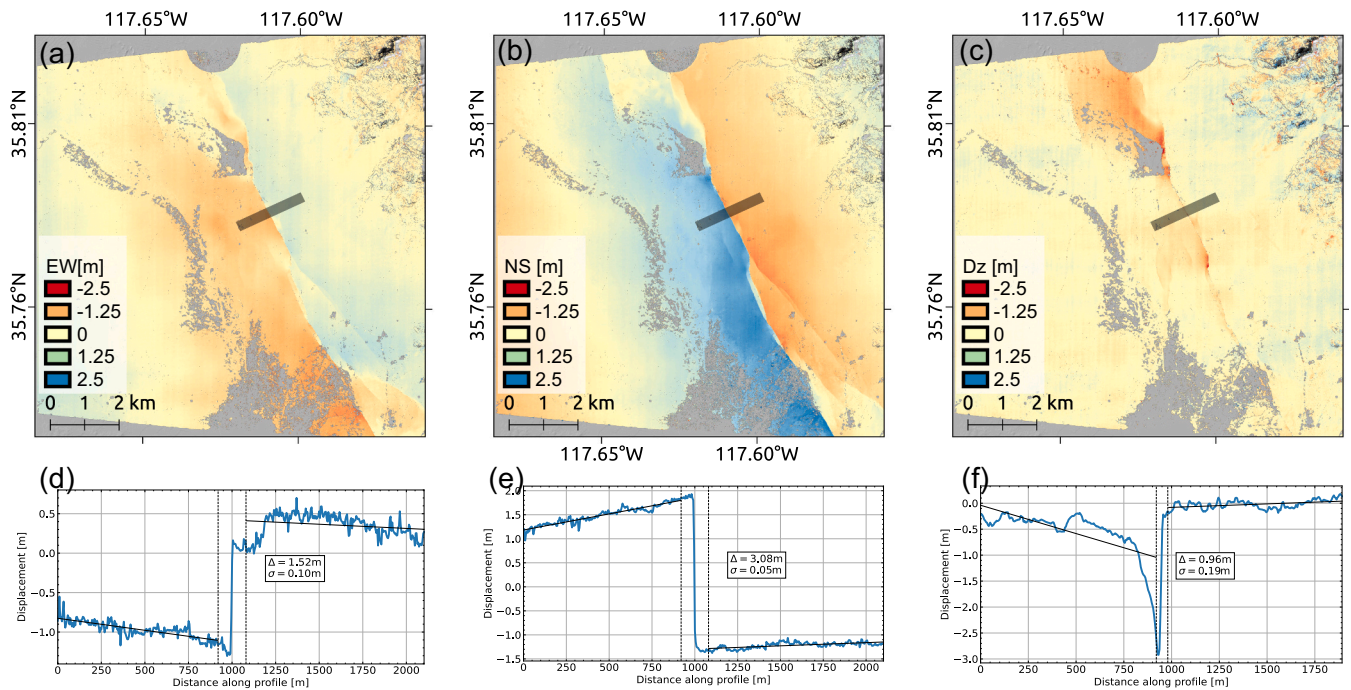 117.65°W 117.60°W 117.65°W 117.60°W 117.65°W 117.60°W
(a) (b) (c)
35.81°N 35.81°N 35.81°N
35.76°N 35.76°N 35.76°N
EW[m] NS [m] Dz [m]
-2.5 -2.5 -2.5
-1.25 -1.25 -1.25
0 0 0
1.25 1.25 1.25
2.5 2.5 2.5
0 1 2 km 0 1 2 km 0 1 2 km
117.65°W 117.60°W
(d)
Displacement [m]
0.5
0.0
−0.5
−1.0
Δ = 1.52m
σ = 0.10m
0 250 500 750 1000 1250 1500 1750 2000
Distance along profile [m]
(e)
Displacement [m]
2.0
1.5
1.0
0.5
0.0
−0.5
−1.0
−1.5
Δ = 3.08m
σ = 0.05m
0 250 500 750 1000 1250 1500 1750 2000
Distance along profile [m]
(f)
Displacement [m]
0.0
−0.5
−1.0
−1.5
−2.0
−2.5
−3.0
Δ = 0.96m
σ = 0.19m
0 250 500 750 1000 1250 1500 1750
Distance along profile [m]